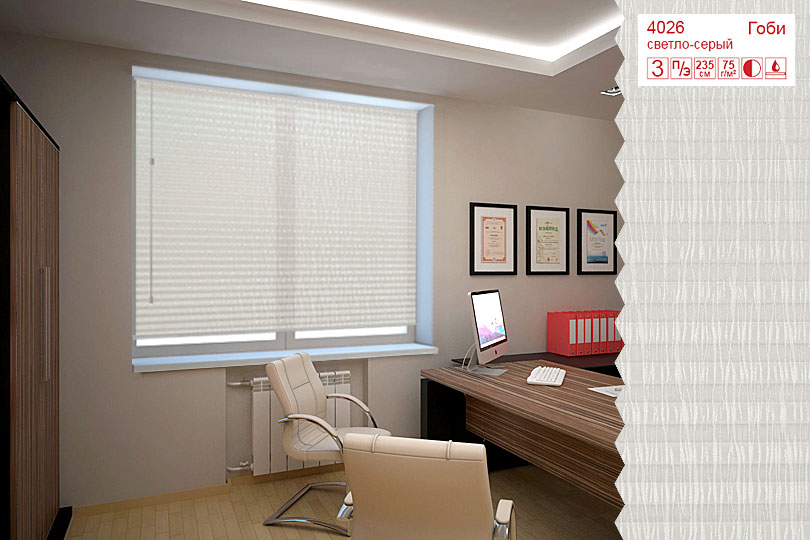 4026 Гоби
светло-серый
3 П/Э 235 см 75 г/м²